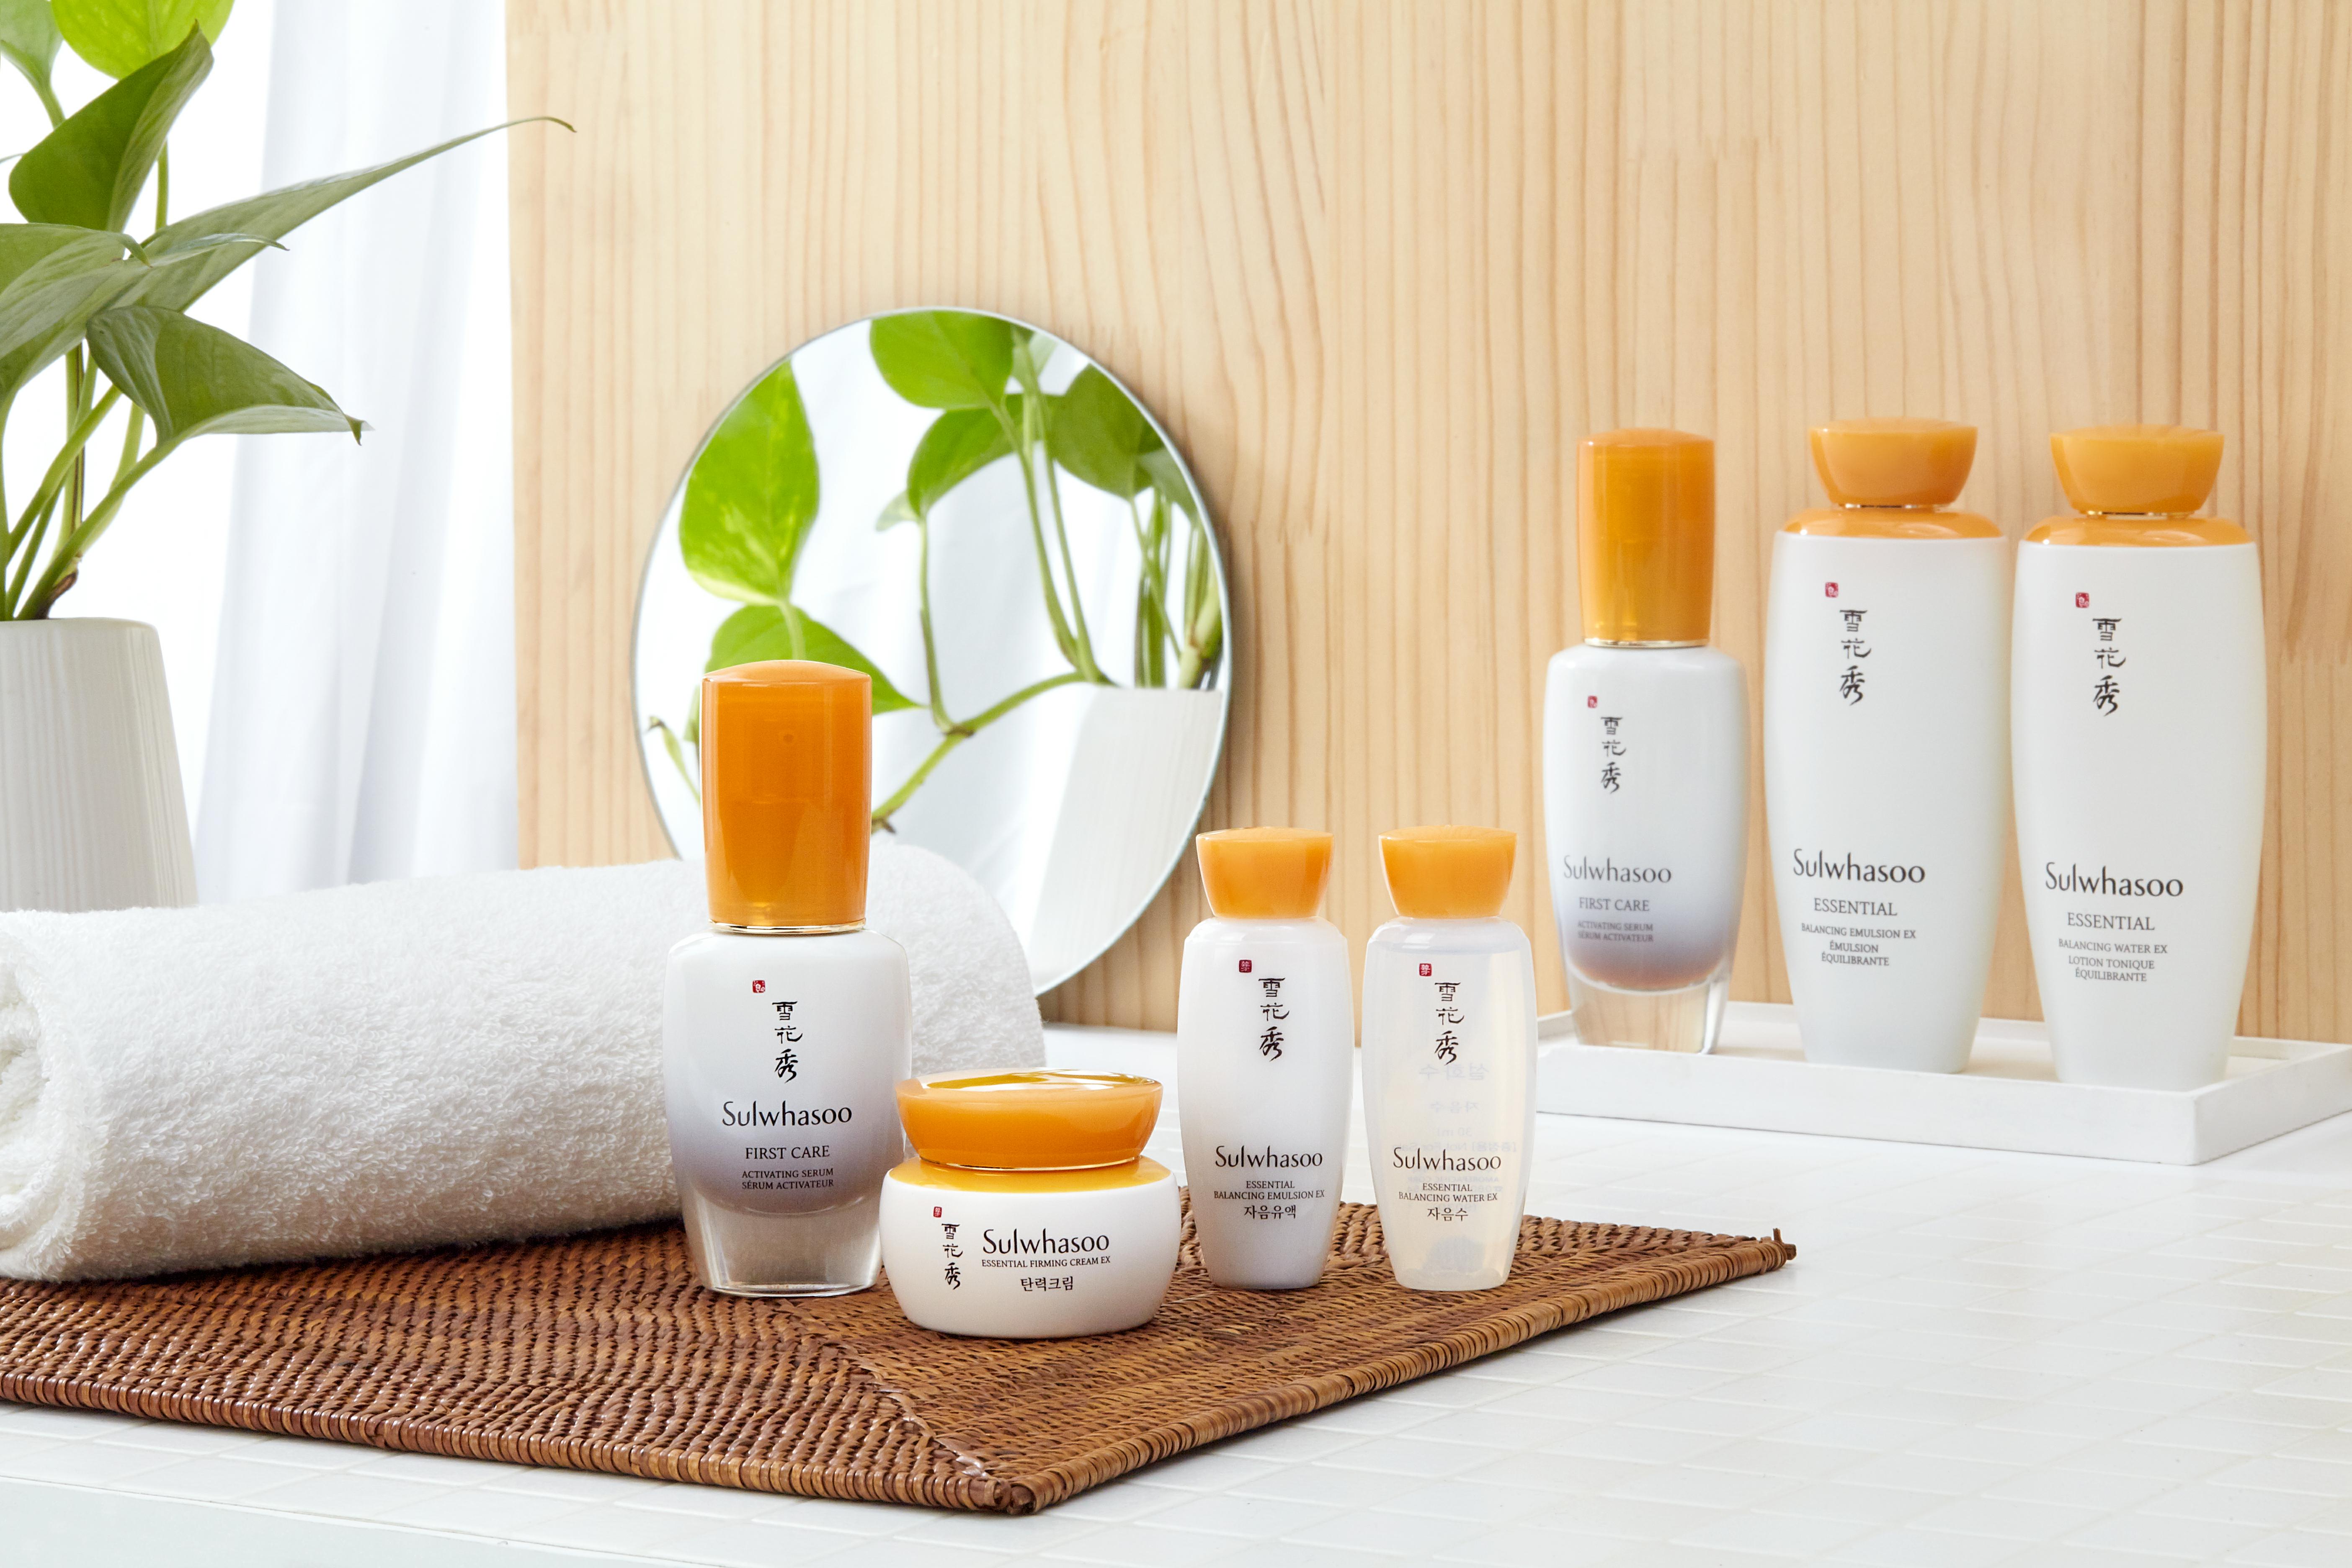 雪花秀
Sulwhasoo
FIRST CARE
ACTIVATING SERUM
SÉRUM ACTIVATEUR
雪花秀
Sulwhasoo
ESSENTIAL FIRMING CREAM EX
탄력크림
雪花秀
Sulwhasoo
ESSENTIAL
BALANCING EMULSION EX
자음유액
雪花秀
Sulwhasoo
ESSENTIAL
BALANCING WATER EX
자음수
雪花秀
Sulwhasoo
FIRST CARE
ACTIVATING SERUM
SÉRUM ACTIVATEUR
雪花秀
Sulwhasoo
ESSENTIAL
BALANCING EMULSION EX
ÉMULSION
ÉQUILIBRANTE
雪花秀
Sulwhasoo
ESSENTIAL
BALANCING WATER EX
LOTION TONIQUE
ÉQUILIBRANTE